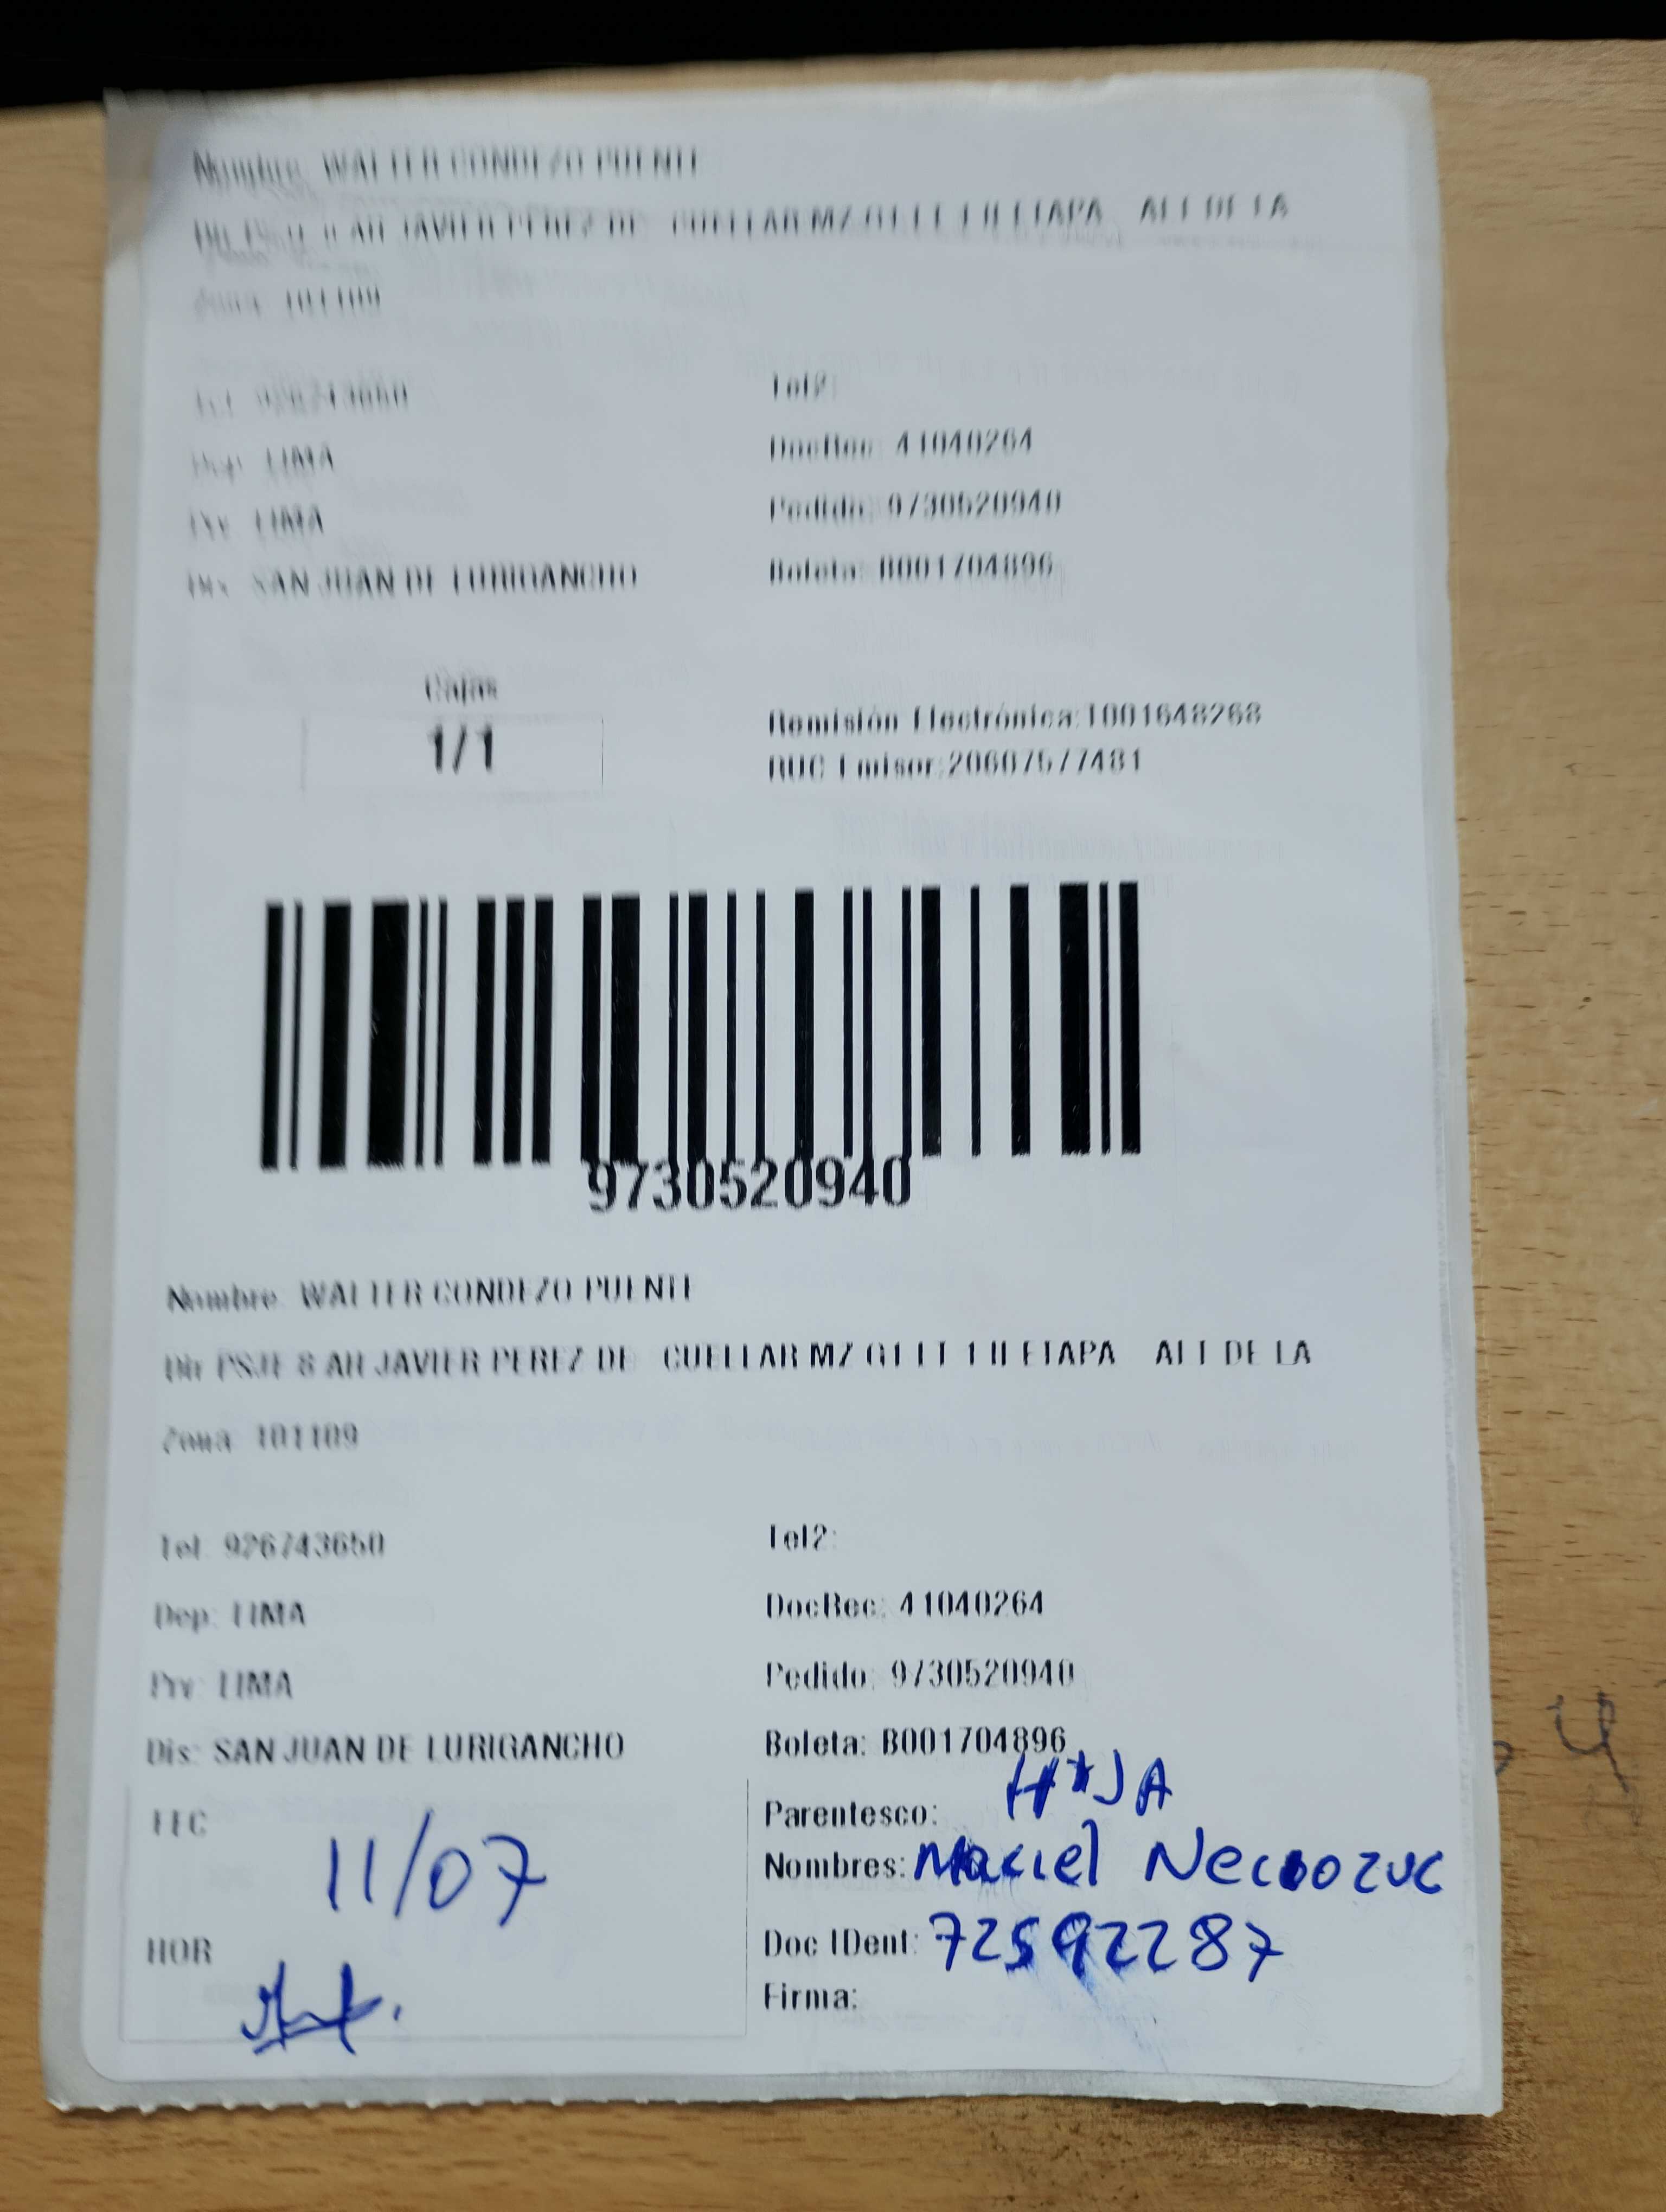 Nombre: WALTER CONDEZO PUENTE
Dir: PSJE 8 AH JAVIER PEREZ DE CUELLAR MZ G1 LT 1 II ETAPA ALT DE LA
Zona: 101109
Tel: 926743650 Tel2:
Dep: LIMA DocRec: 41040264
Prv: LIMA Pedido: 9730520940
Dis: SAN JUAN DE LURIGANCHO Boleta: B001704896
Cajas
1/1
Remisión Electrónica:T001648268
RUC Emisor:20607577481
9730520940
Nombre: WALTER CONDEZO PUENTE
Dir: PSJE 8 AH JAVIER PEREZ DE CUELLAR MZ G1 LT 1 II ETAPA ALT DE LA
Zona: 101109
Tel: 926743650 Tel2:
Dep: LIMA DocRec: 41040264
Prv: LIMA Pedido: 9730520940
Dis: SAN JUAN DE LURIGANCHO Boleta: B001704896
FEC 11/07
HOR
Parentesco: HIJA
Nombres: Maciel
Doc IDent: 72592287
Firma: